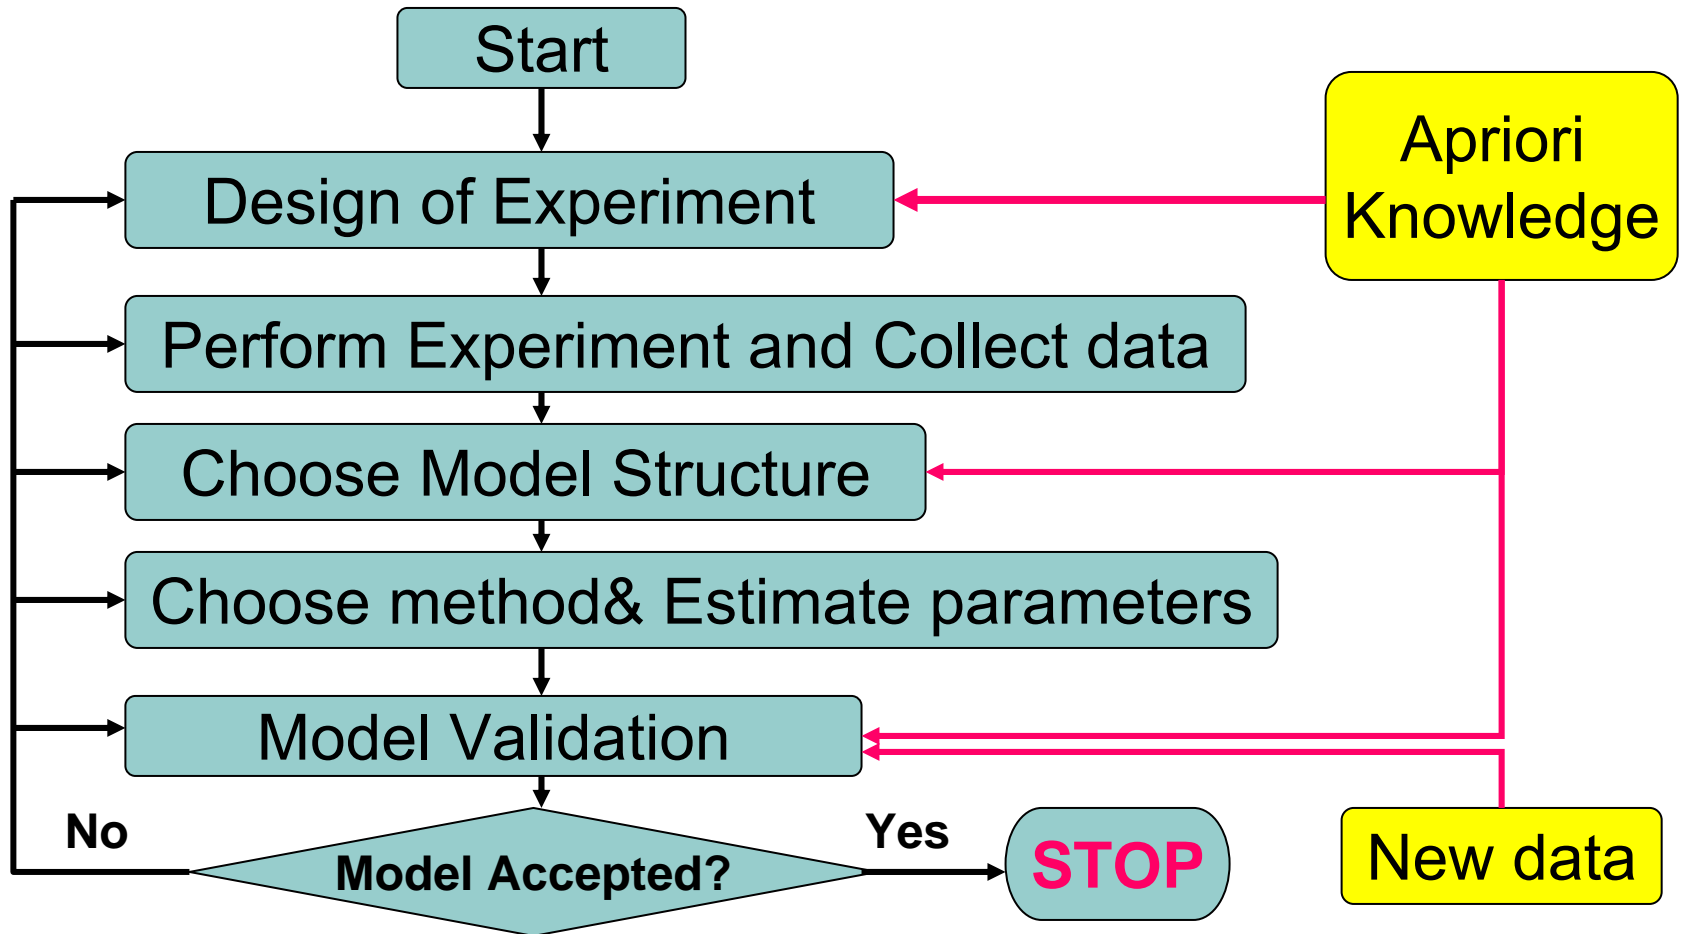 Start
Design of Experiment
Apriori
Knowledge
Perform Experiment and Collect data
Choose Model Structure
Choose method& Estimate parameters
Model Validation
No
Model Accepted?
Yes
STOP
New data